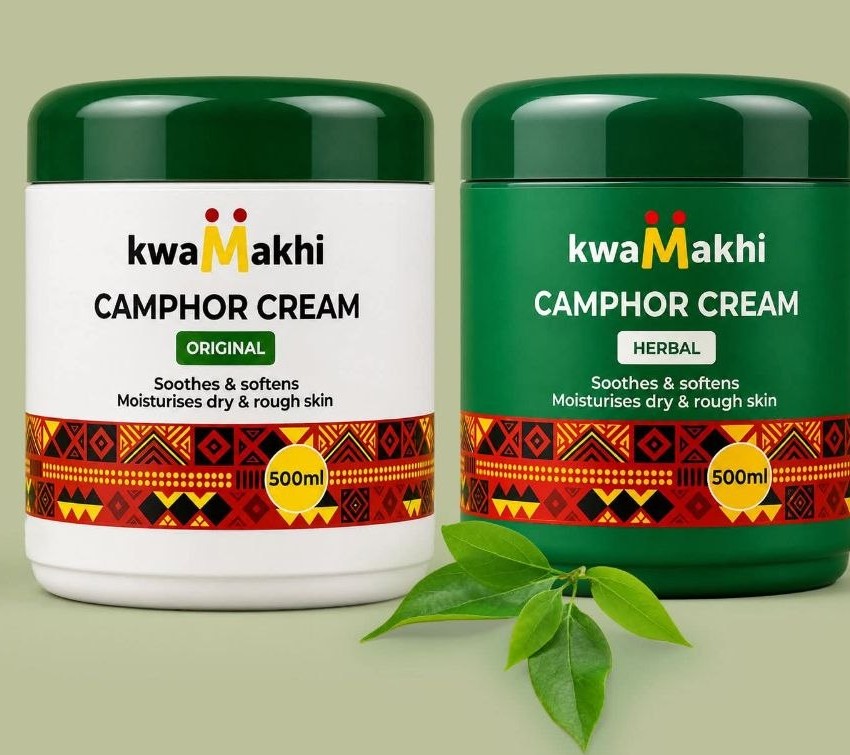 kwaMakhi
CAMPHOR CREAM
ORIGINAL
Soothes & softens
Moisturises dry & rough skin
500ml
kwaMakhi
CAMPHOR CREAM
HERBAL
Soothes & softens
Moisturises dry & rough skin
500ml